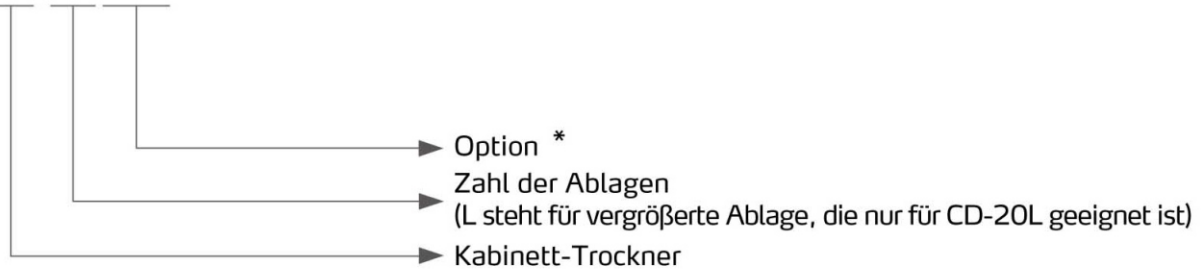 Option *
Zahl der Ablagen
(L steht für vergrößerte Ablage, die nur für CD-20L geeignet ist)
Kabinett-Trockner